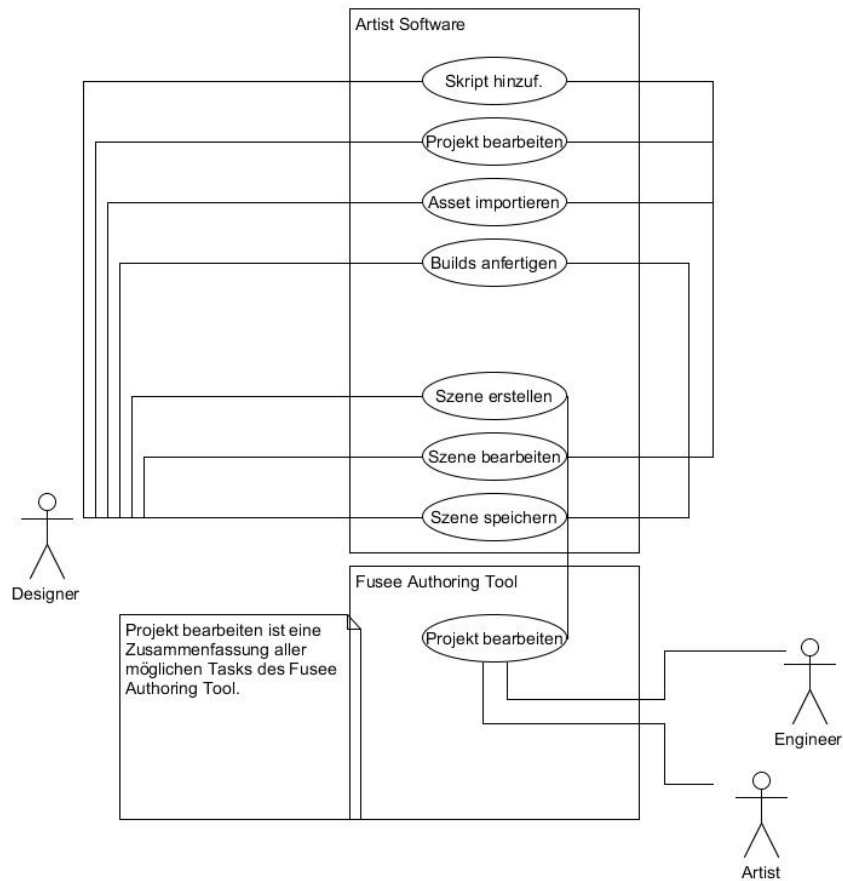 Artist Software
Skript hinzuf.
Projekt bearbeiten
Asset importieren
Builds anfertigen
Szene erstellen
Szene bearbeiten
Szene speichern
Designer
Fusee Authoring Tool
Projekt bearbeiten ist eine
Zusammenfassung aller
möglichen Tasks des Fusee
Authoring Tool.
Projekt bearbeiten
Engineer
Artist